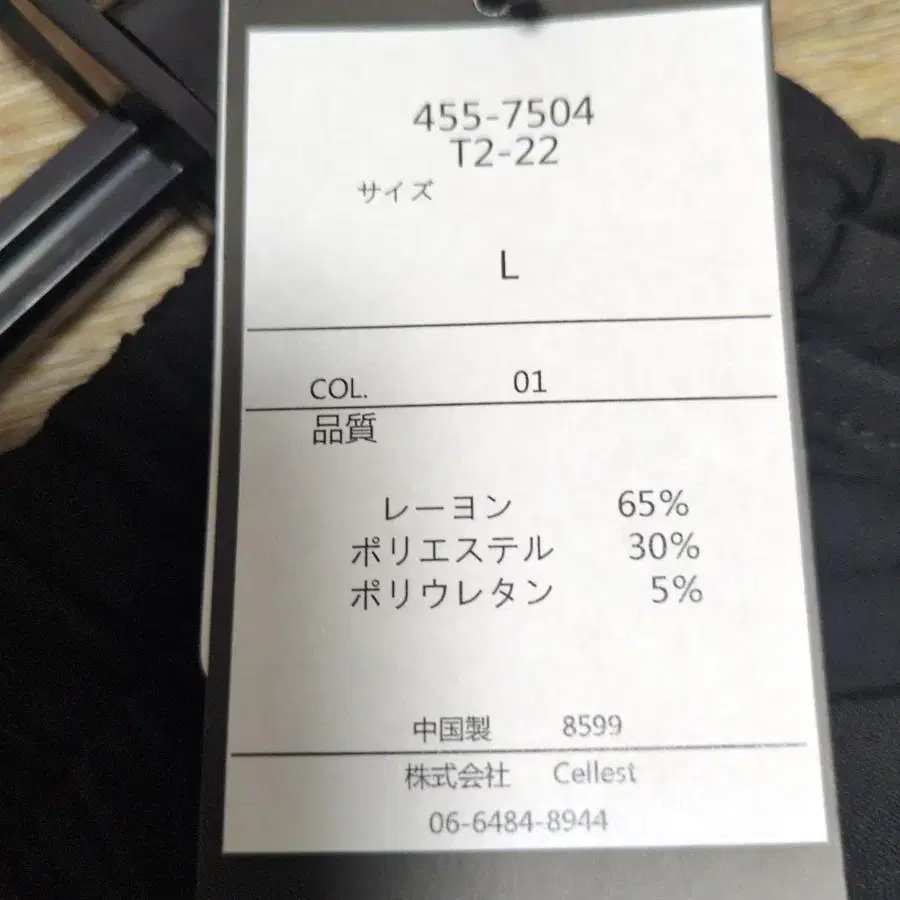 455-7504
T2-22
サイズ
L
COL. 01
品質
レーヨン 65%
ポリエステル 30%
ポリウレタン 5%
中国製 8599
株式会社 Cellest
06-6484-8944